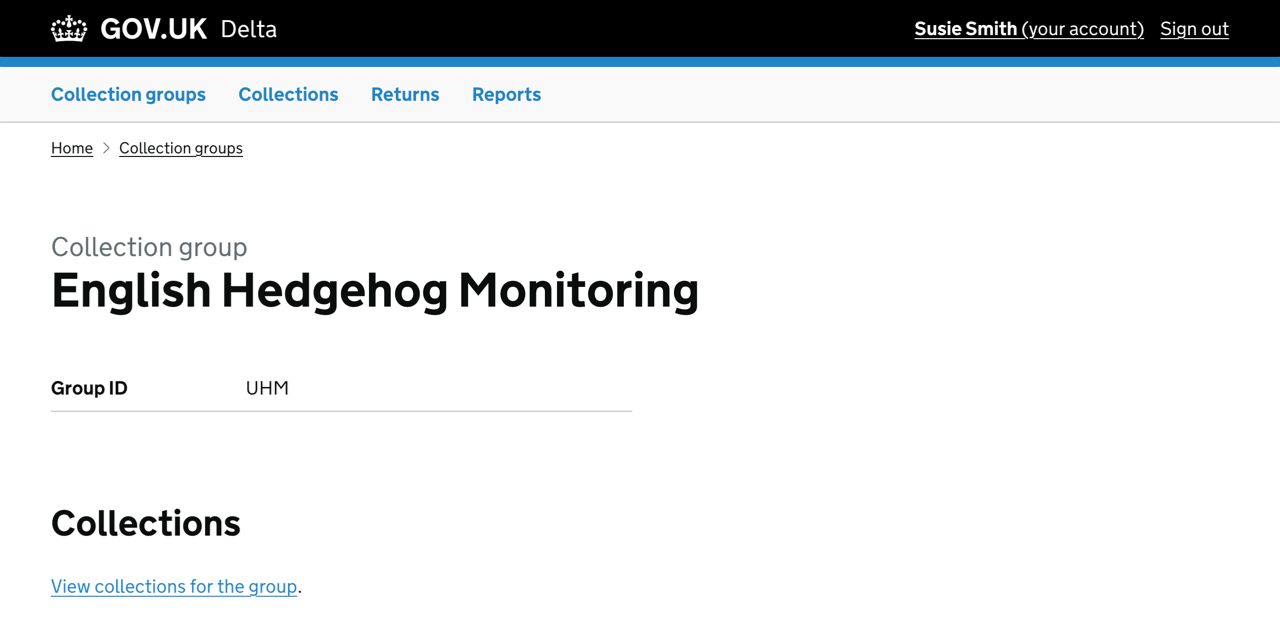 GOV.UK Delta Susie Smith (your account) Sign out
Collection groups Collections Returns Reports
Home Collection groups
Collection group
English Hedgehog Monitoring
Group ID UHM
Collections
View collections for the group.